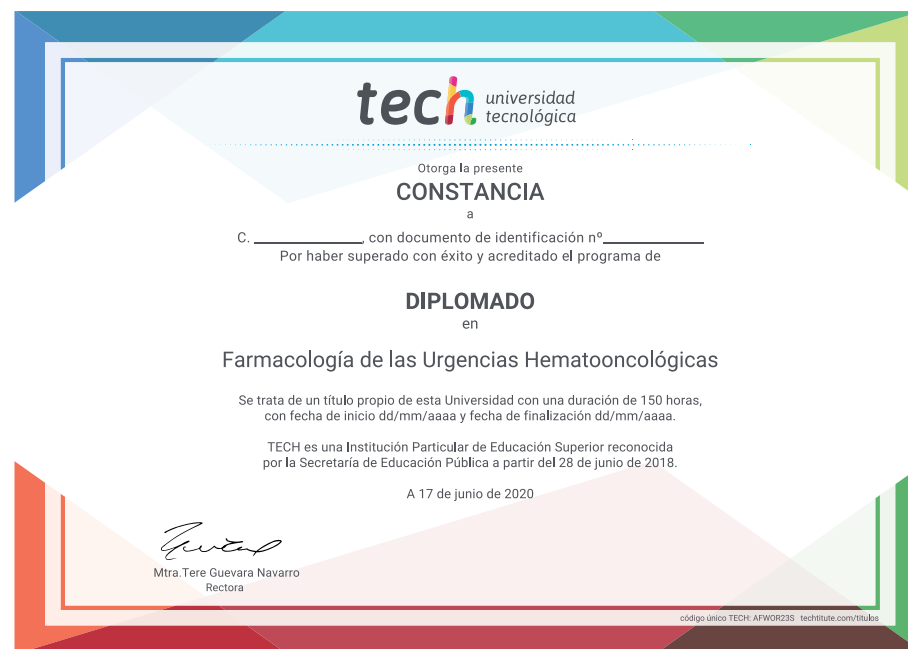 tech universidad
tecnológica
Otorga la presente
CONSTANCIA
a
C. ____________, con documento de identificación nº____________
Por haber superado con éxito y acreditado el programa de
DIPLOMADO
en
Farmacología de las Urgencias Hematooncológicas
Se trata de un título propio de esta Universidad con una duración de 150 horas,
con fecha de inicio dd/mm/aaaa y fecha de finalización dd/mm/aaaa.
TECH es una Institución Particular de Educación Superior reconocida
por la Secretaría de Educación Pública a partir del 28 de junio de 2018.
A 17 de junio de 2020
Mtra.Tere Guevara Navarro
Rectora
código único TECH: AFWOR23S techtitute.com/titulos